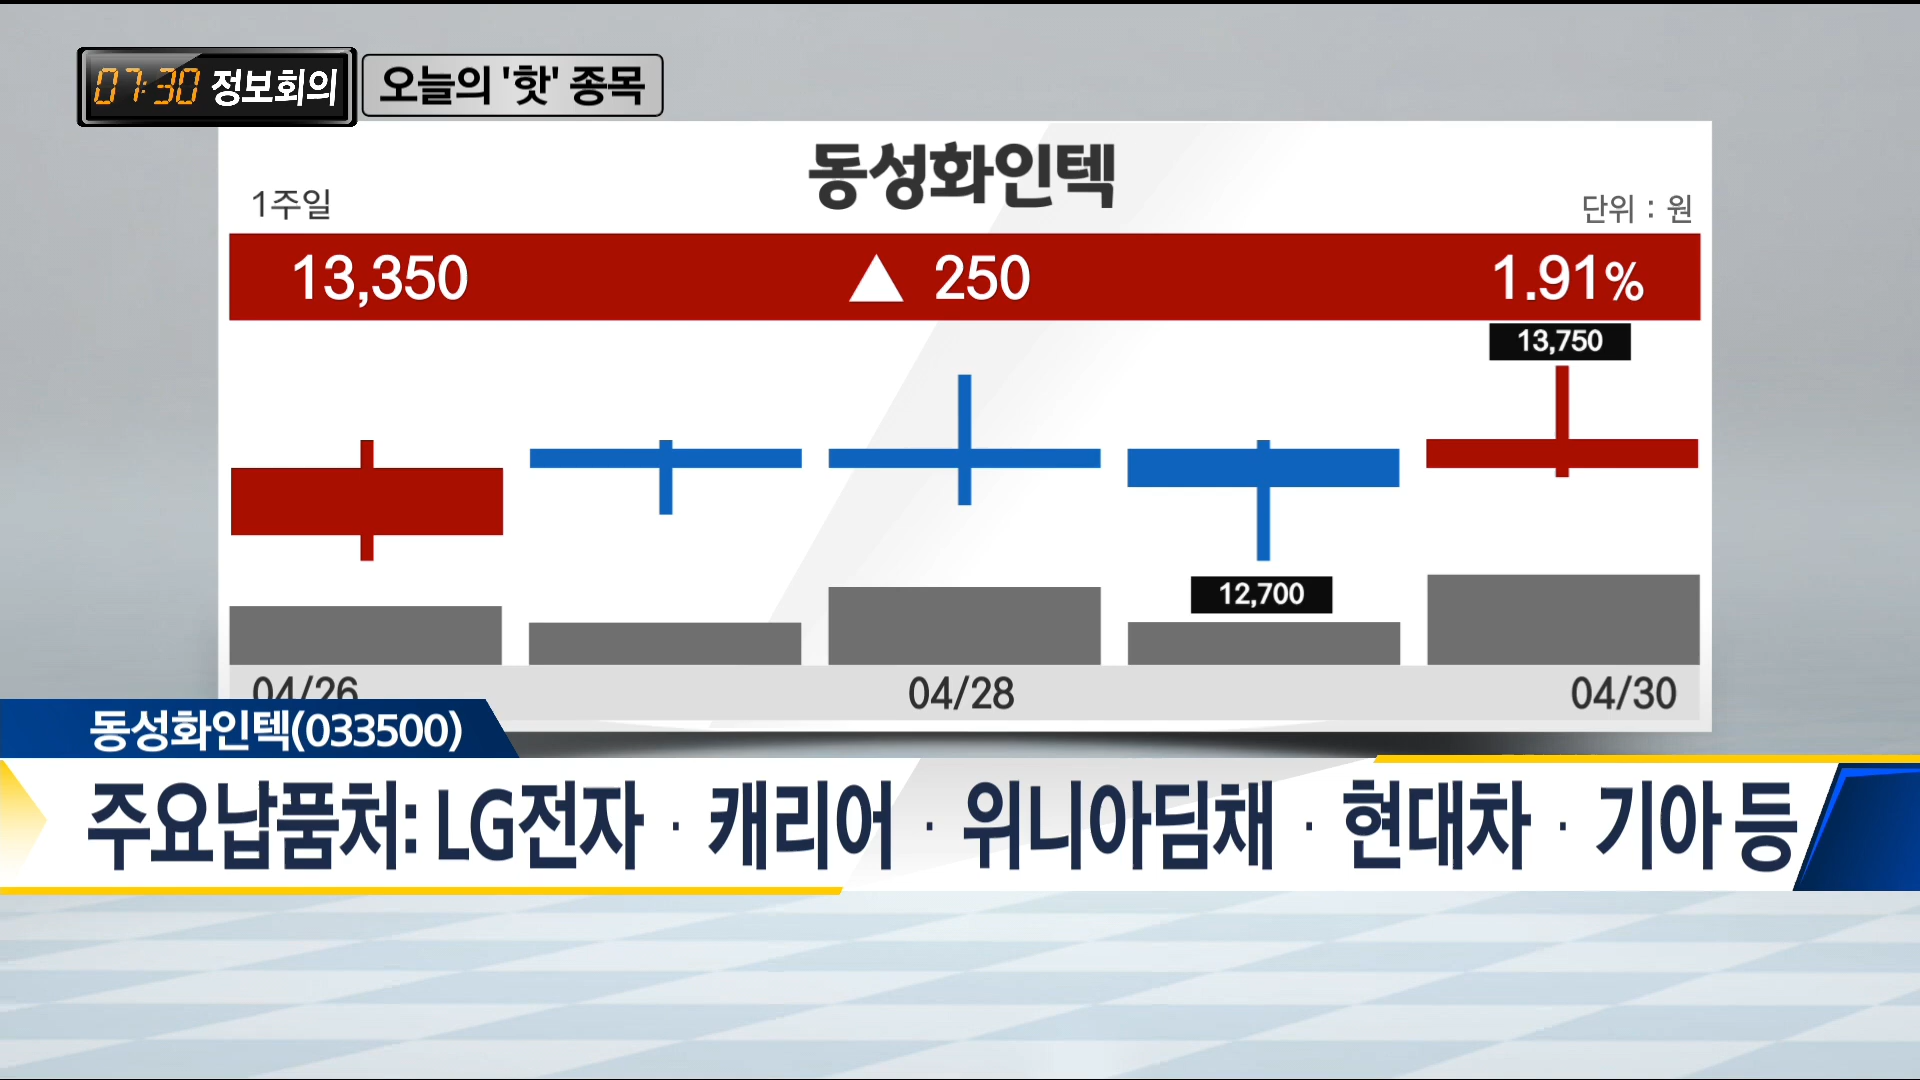 07:30 정보회의
오늘의 '핫' 종목
동성화인텍
1주일
단위 : 원
13,350 ▲ 250 1.91%
13,750
12,700
04/26 04/28 04/30
동성화인텍(033500)
주요납품처: LG전자 · 캐리어 · 위니아딤채 · 현대차 · 기아 등